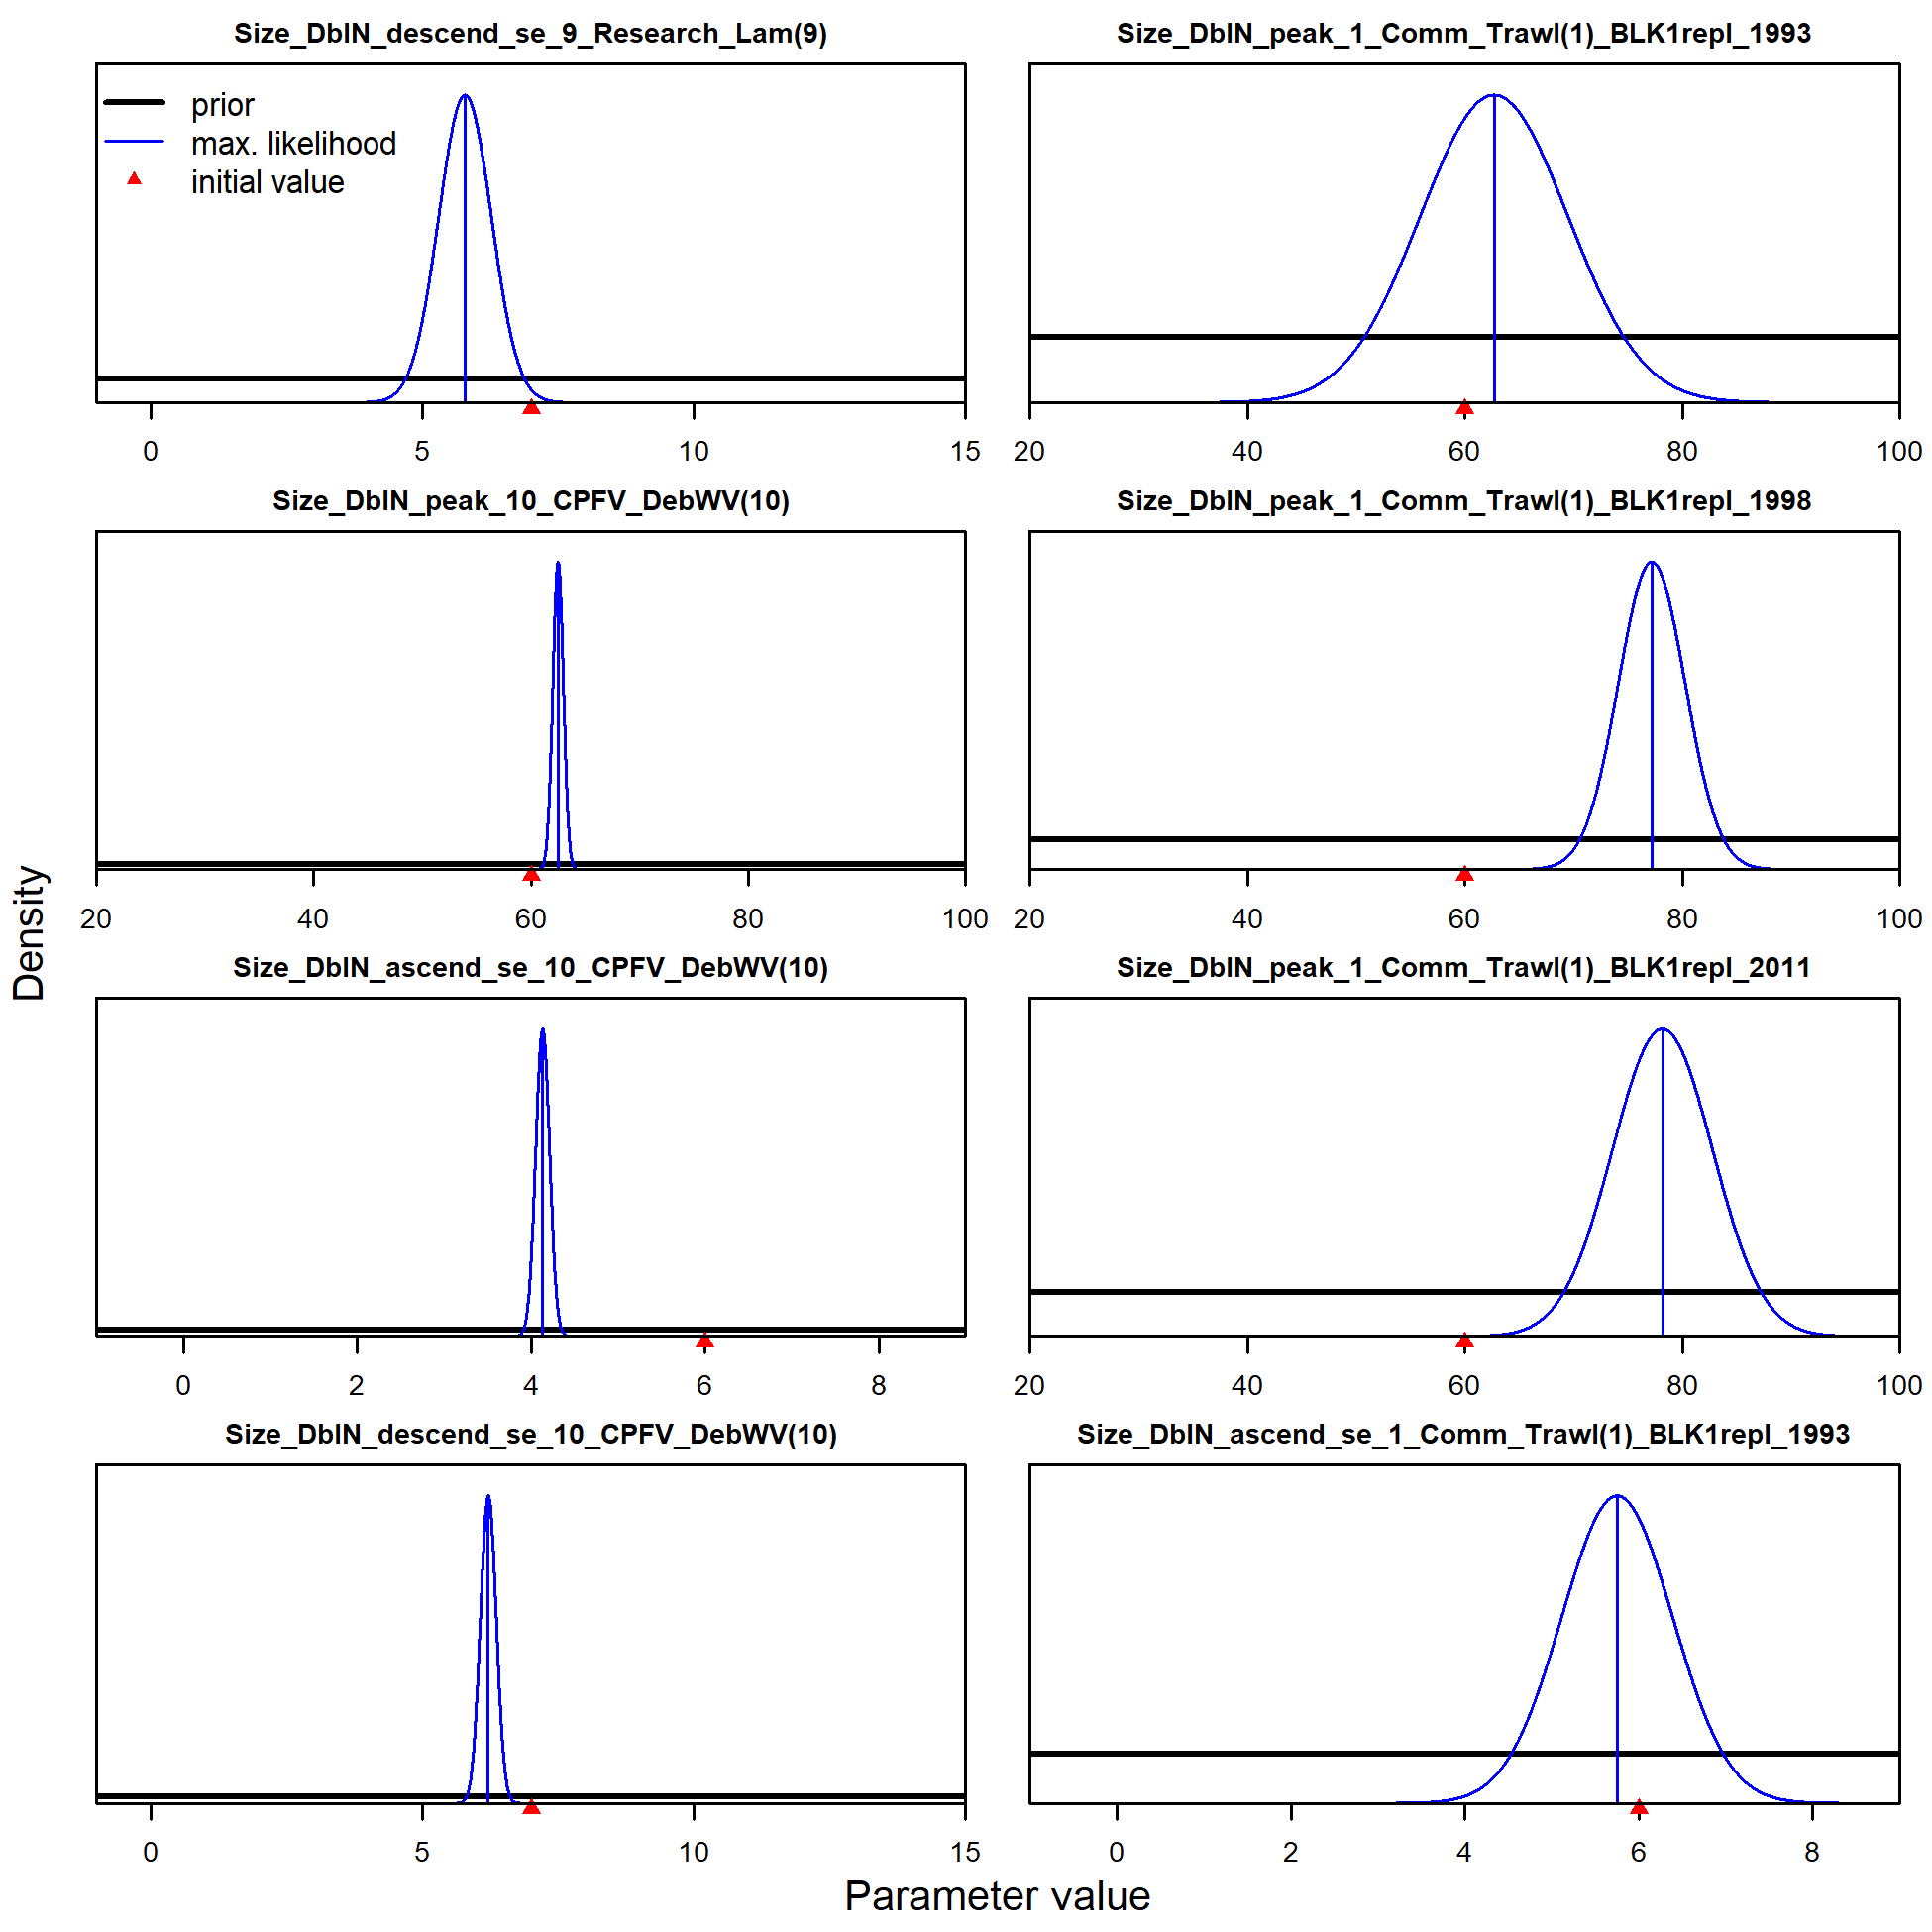 Size_DblN_descend_se_9_Research_Lam(9)
prior
max. likelihood
initial value
0 5 10 15
Size_DblN_peak_1_Comm_Trawl(1)_BLK1repl_1993
20 40 60 80 100
Size_DblN_peak_10_CPFV_DebWV(10)
20 40 60 80 100
Size_DblN_peak_1_Comm_Trawl(1)_BLK1repl_1998
20 40 60 80 100
Size_DblN_ascend_se_10_CPFV_DebWV(10)
0 2 4 6 8
Size_DblN_peak_1_Comm_Trawl(1)_BLK1repl_2011
20 40 60 80 100
Size_DblN_descend_se_10_CPFV_DebWV(10)
0 5 10 15
Size_DblN_ascend_se_1_Comm_Trawl(1)_BLK1repl_1993
0 2 4 6 8
Density
Parameter value